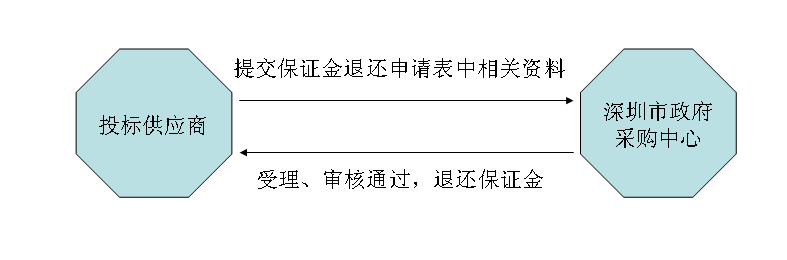 提交保证金退还申请表中相关资料
投标供应商
深圳市政府
采购中心
受理、审核通过，退还保证金